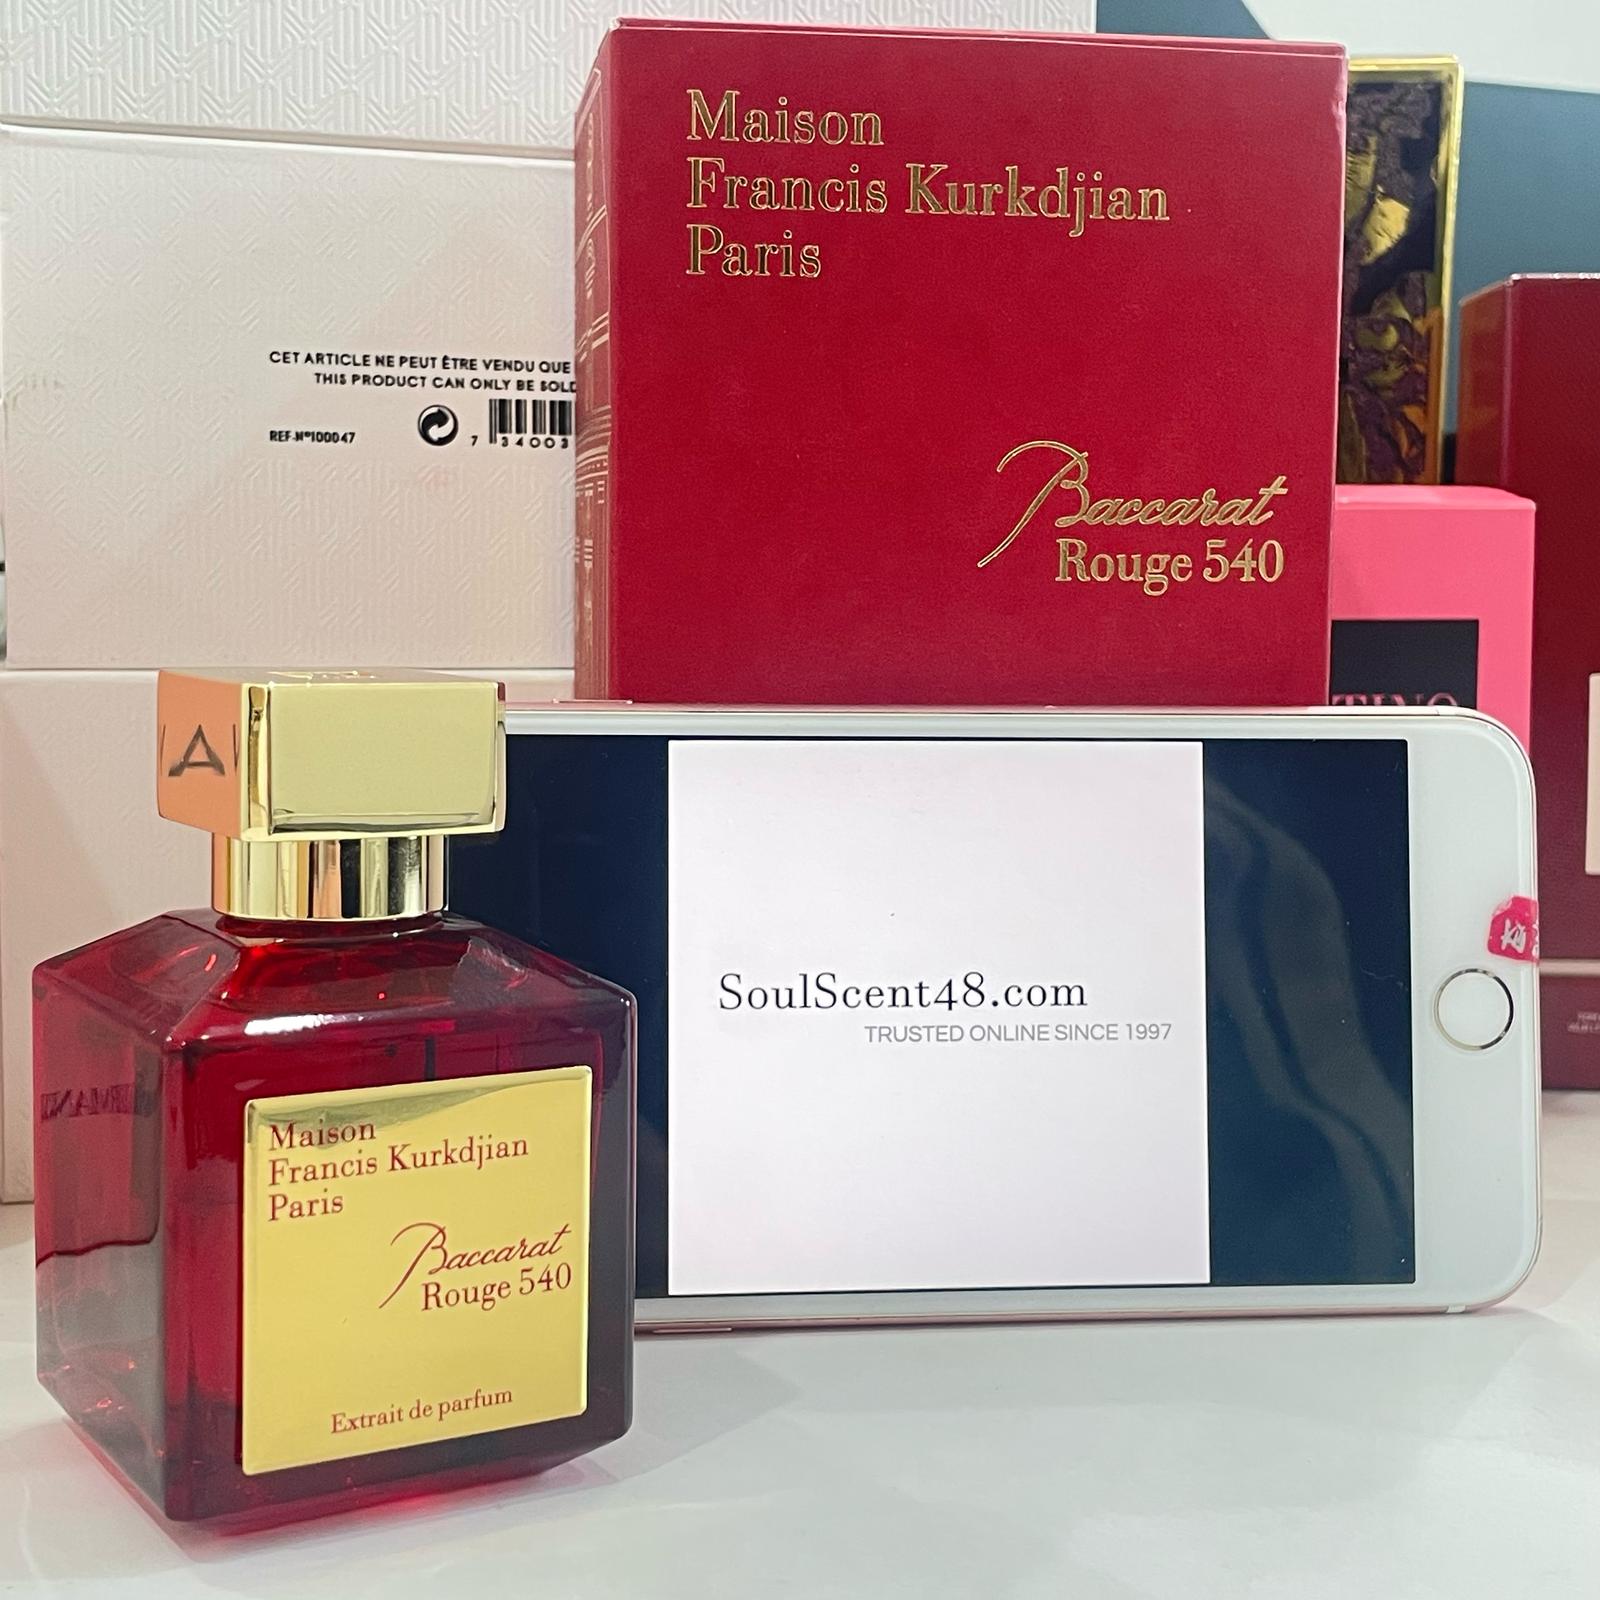 Maison
Francis Kurkdjian
Paris
Baccarat
Rouge 540
CET ARTICLE NE PEUT ÊTRE VENDU QUE
THIS PRODUCT CAN ONLY BE SOLD
REF.N°100047
7 34003
SoulScent48.com
TRUSTED ONLINE SINCE 1997
Maison
Francis Kurkdjian
Paris
Baccarat
Rouge 540
Extrait de parfum